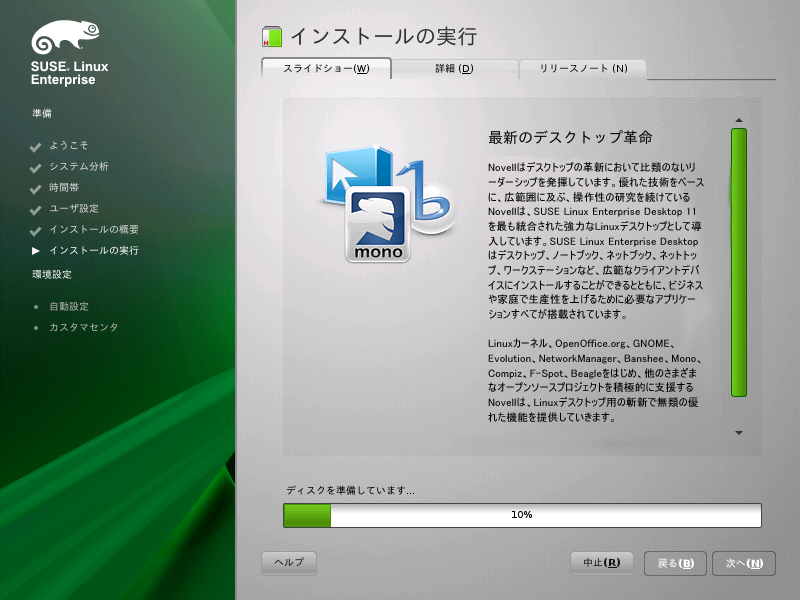 SUSE® Linux
Enterprise
準備
ようこそ
システム分析
時間帯
ユーザ設定
インストールの概要
インストールの実行
環境設定
自動設定
カスタマセンタ
インストールの実行
スライドショー(W)
詳細 (D)
リリースノート (N)
mono
最新のデスクトップ革命
Novellはデスクトップの革新において比類のないリ
ーダーシップを発揮しています。優れた技術をベース
に、広範囲に及ぶ、操作性の研究を続けている
Novellは、SUSE Linux Enterprise Desktop 11
を最も統合された強力なLinuxデスクトップとして導
入しています。SUSE Linux Enterprise Desktop
はデスクトップ、ノートブック、ネットブック、ネットトッ
プ、ワークステーションなど、広範なクライアントデバ
イスにインストールすることができるとともに、ビジネス
や家庭で生産性を上げるために必要なアプリケー
ションすべてが搭載されています。
Linuxカーネル、OpenOffice.org、GNOME、
Evolution、NetworkManager、Banshee、Mono、
Compiz、F-Spot、Beagleをはじめ、他のさまざま
なオープンソースプロジェクトを積極的に支援する
Novellは、Linuxデスクトップ用の斬新で無類の優
れた機能を提供していきます。
ディスクを準備しています...
10%
ヘルプ
中止(R)
戻る(B)
次へ(N)